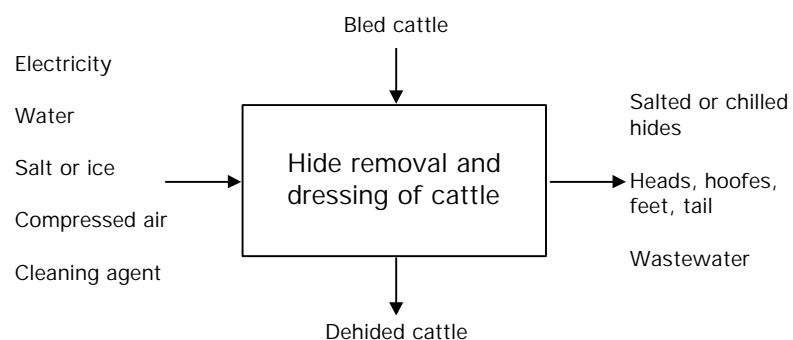 Bled cattle
Electricity
Water
Salt or ice
Compressed air
Cleaning agent
Hide removal and
dressing of cattle
Salted or chilled
hides
Heads, hoofes,
feet, tail
Wastewater
Dehided cattle